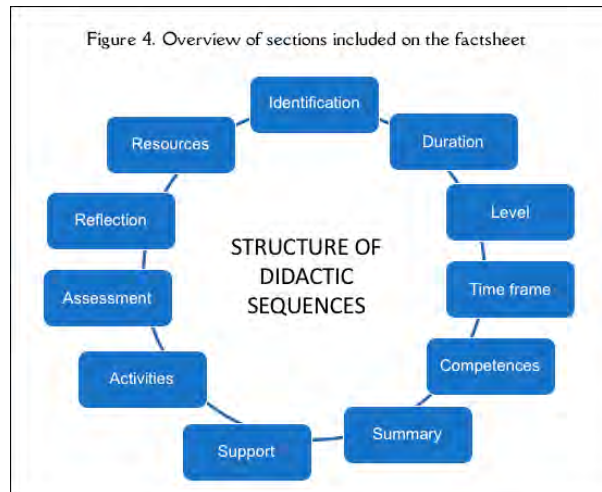 Figure 4. Overview of sections included on the factsheet
Identification
Duration
Level
Time frame
Competences
Summary
Support
Activities
Assessment
Reflection
Resources
STRUCTURE OF
DIDACTIC
SEQUENCES